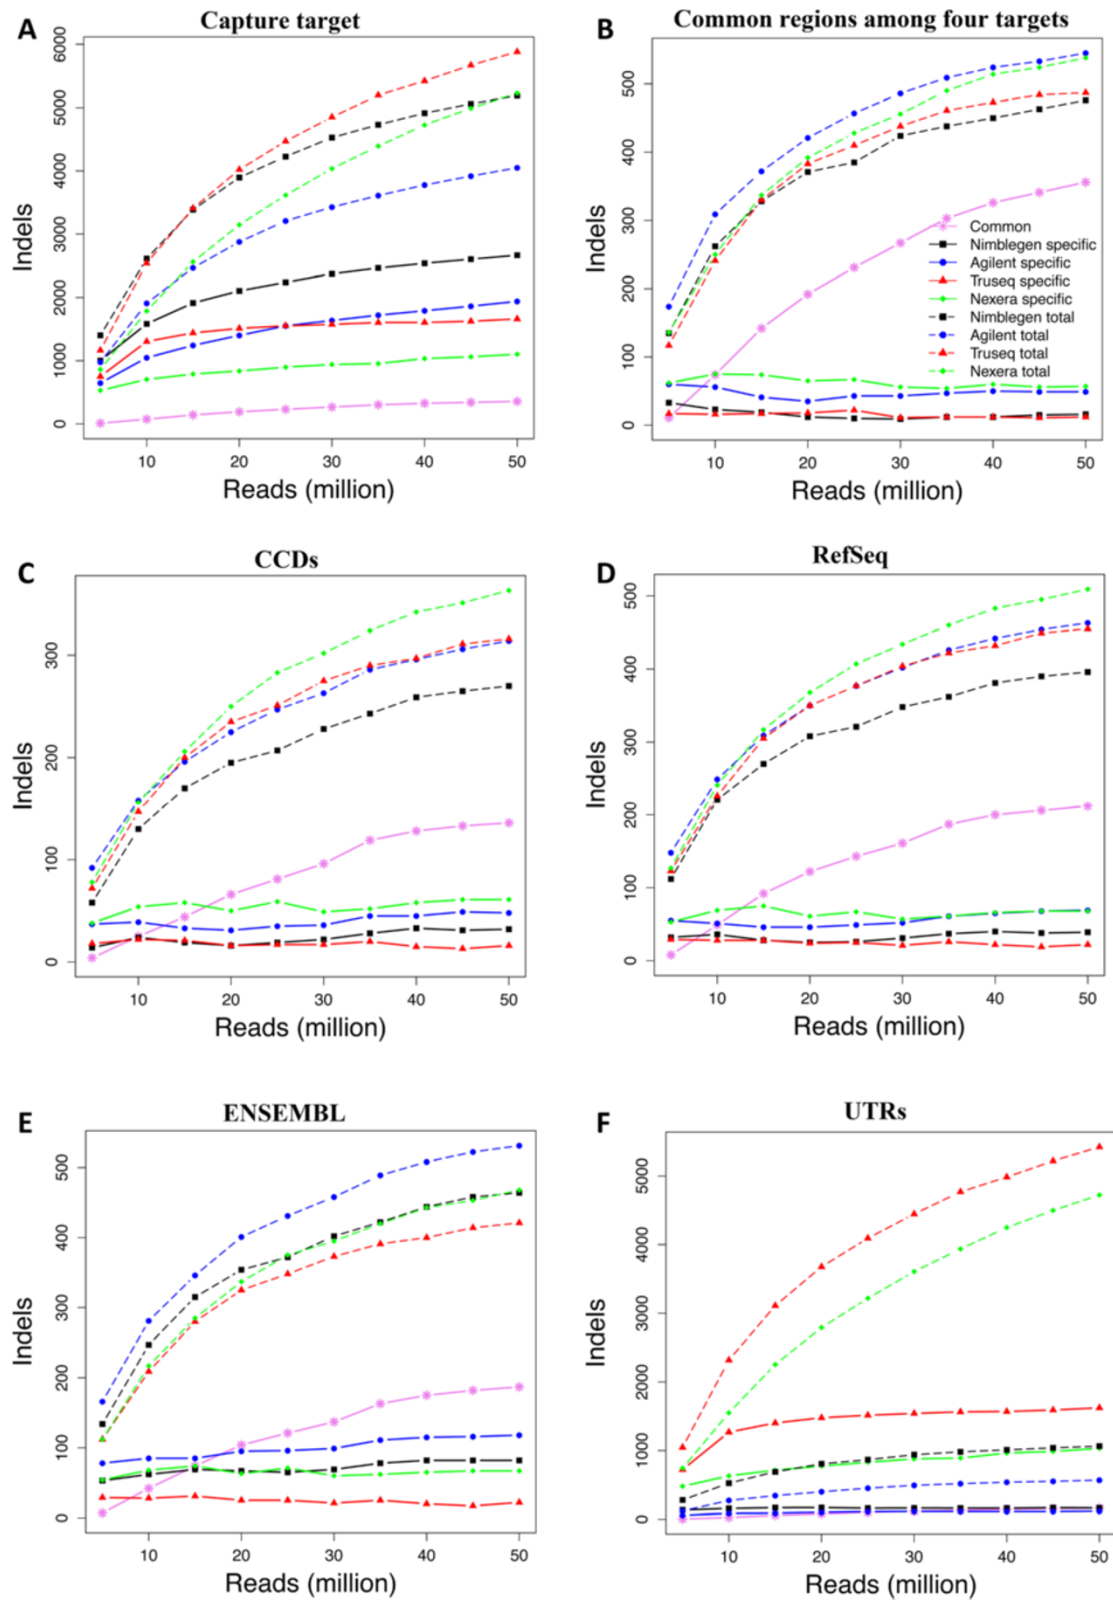 A
Capture target
Indels
0
1000
2000
3000
4000
5000
6000
10
20
30
40
50
Reads (million)
B
Common regions among four targets
Indels
0
100
200
300
400
500
Common
Nimblegen specific
Agilent specific
Truseq specific
Nexera specific
Nimblegen total
Agilent total
Truseq total
Nexera total
10
20
30
40
50
Reads (million)
C
CCDs
Indels
0
100
200
300
10
20
30
40
50
Reads (million)
D
RefSeq
Indels
0
100
200
300
400
500
10
20
30
40
50
Reads (million)
E
ENSEMBL
Indels
0
100
200
300
400
500
10
20
30
40
50
Reads (million)
F
UTRs
Indels
0
1000
2000
3000
4000
5000
10
20
30
40
50
Reads (million)